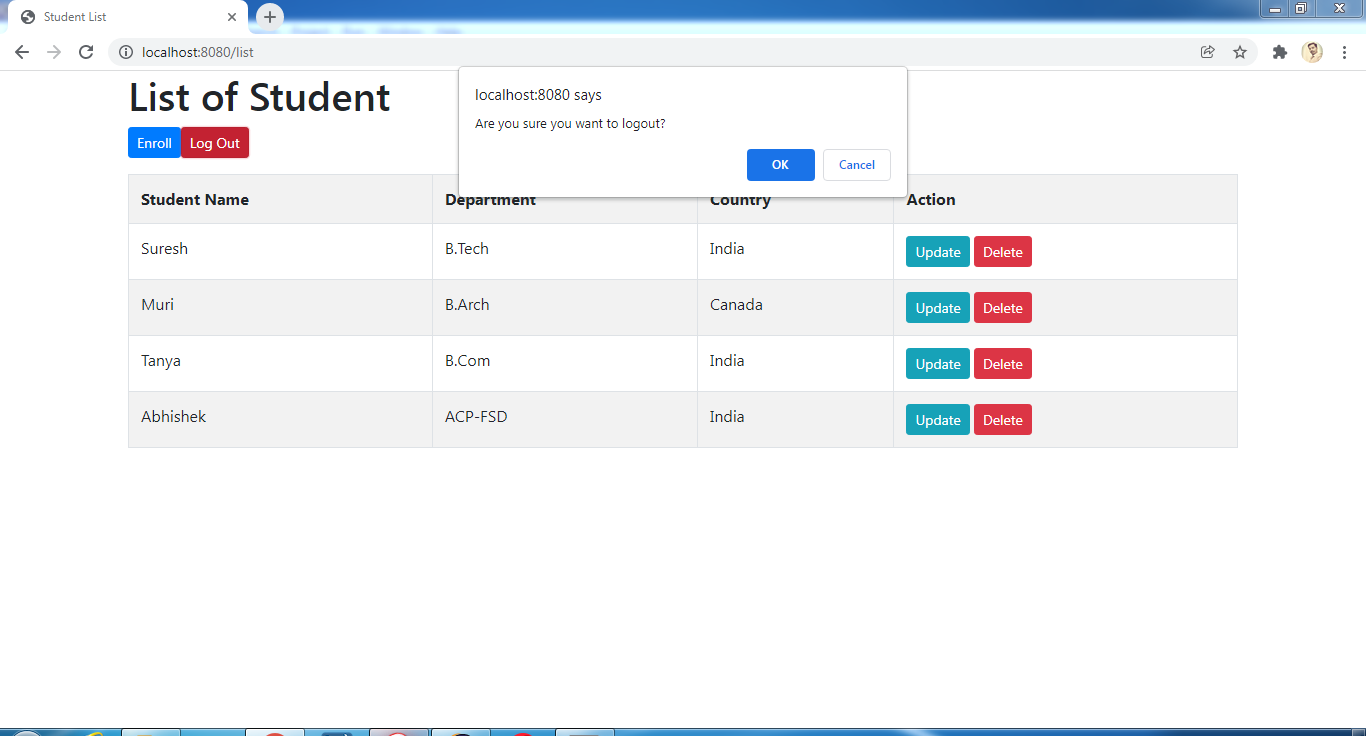 Student List
localhost:8080/list
List of Student
localhost:8080 says
Are you sure you want to logout?
OK Cancel
Enroll Log Out
Student Name Department Country Action
Suresh B.Tech India Update Delete
Muri B.Arch Canada Update Delete
Tanya B.Com India Update Delete
Abhishek ACP-FSD India Update Delete